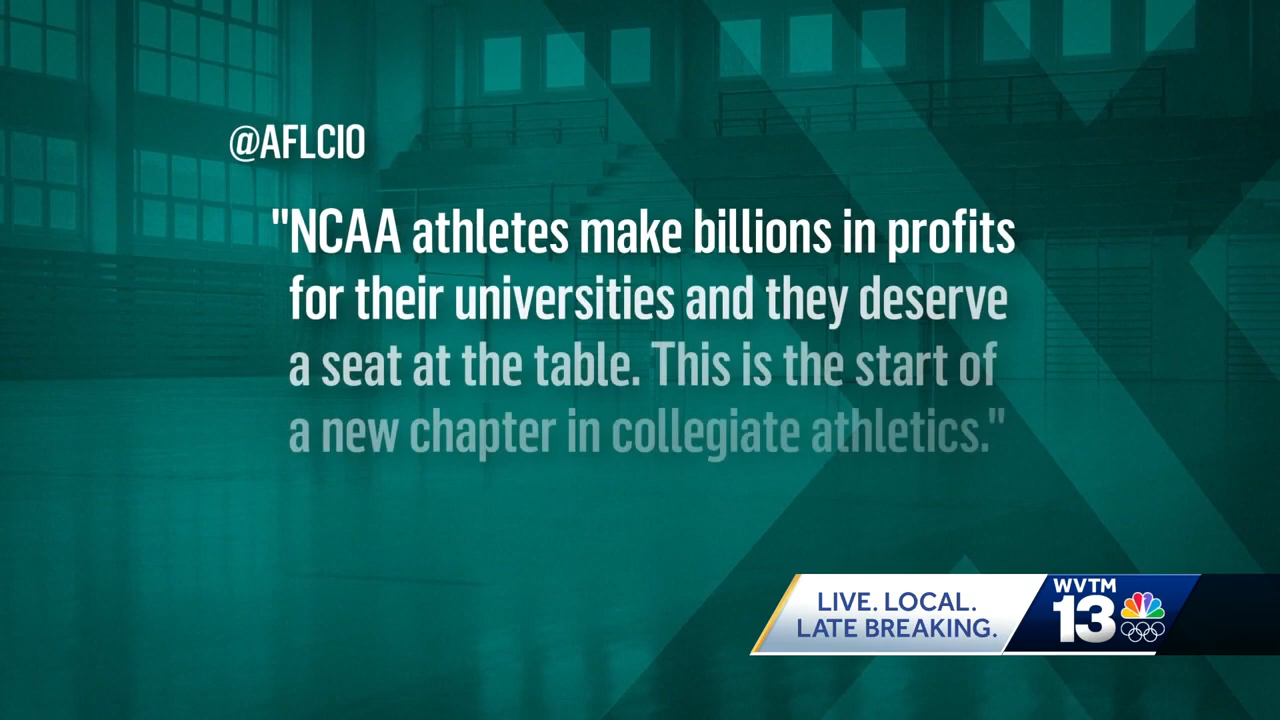 @AFLCIO
"NCAA athletes make billions in profits
for their universities and they deserve
a seat at the table. This is the start of
a new chapter in collegiate athletics."
LIVE. LOCAL.
LATE BREAKING.
WVTM
13